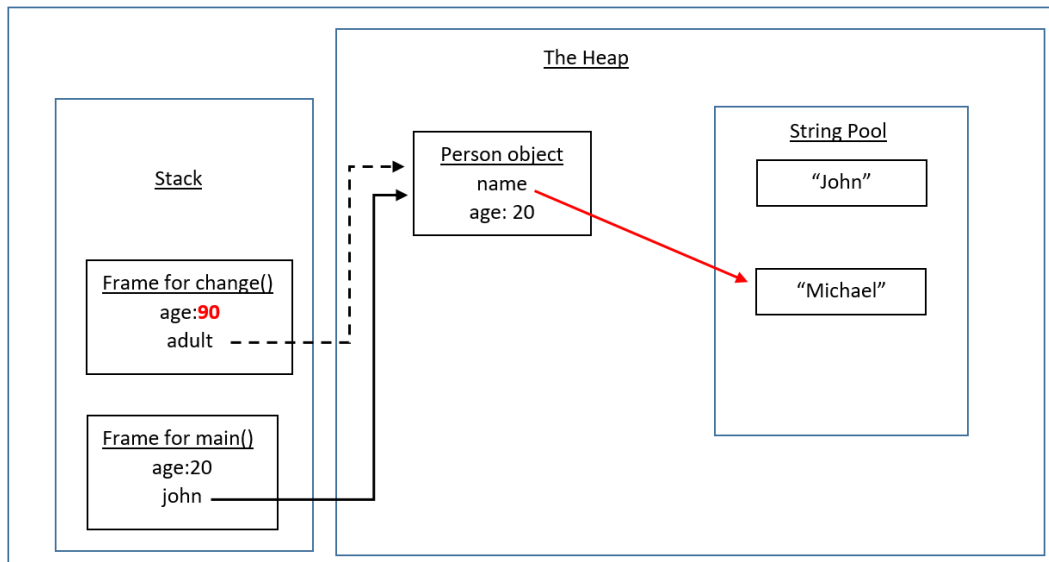 The Heap
Stack
Frame for change()
age:90
adult
Frame for main()
age:20
john
Person object
name
age: 20
String Pool
“John”
“Michael”